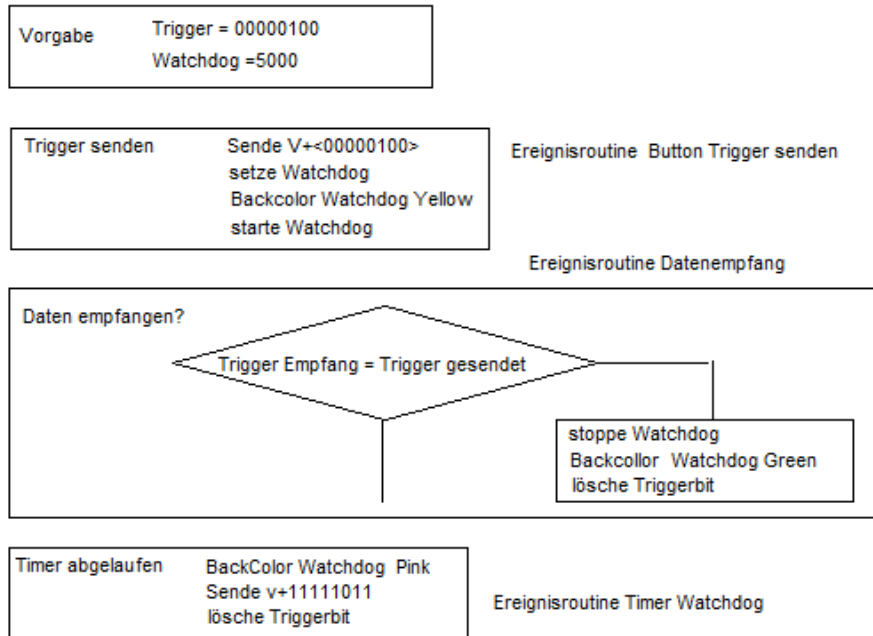 Vorgabe Trigger = 00000100
Watchdog =5000
Trigger senden Sende V+<00000100>
setze Watchdog
Backcolor Watchdog Yellow
starte Watchdog
Ereignisroutine Button Trigger senden
Ereignisroutine Datenempfang
Daten empfangen?
Trigger Empfang = Trigger gesendet
stoppe Watchdog
Backcollor Watchdog Green
lösche Triggerbit
Timer abgelaufen BackColor Watchdog Pink
Sende v+11111011
lösche Triggerbit
Ereignisroutine Timer Watchdog